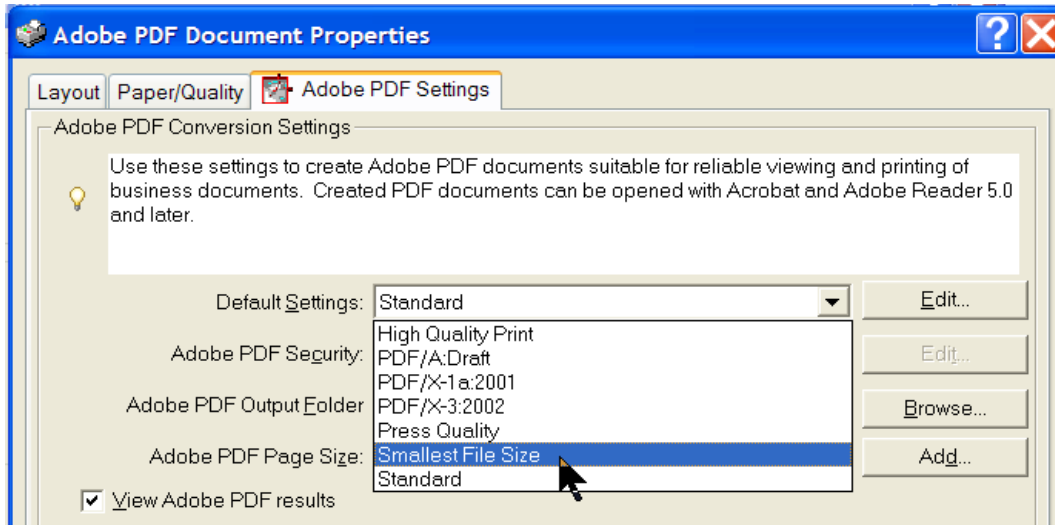 Adobe PDF Document Properties
Layout Paper/Quality Adobe PDF Settings
Adobe PDF Conversion Settings
Use these settings to create Adobe PDF documents suitable for reliable viewing and printing of
business documents. Created PDF documents can be opened with Acrobat and Adobe Reader 5.0
and later.
Default Settings: Standard Edit...
High Quality Print
Adobe PDF Security: PDF/A:Draft Edit...
PDF/X-1a:2001
Adobe PDF Output Folder PDF/X-3:2002 Browse...
Press Quality
Adobe PDF Page Size: Smallest File Size Add...
Standard
View Adobe PDF results